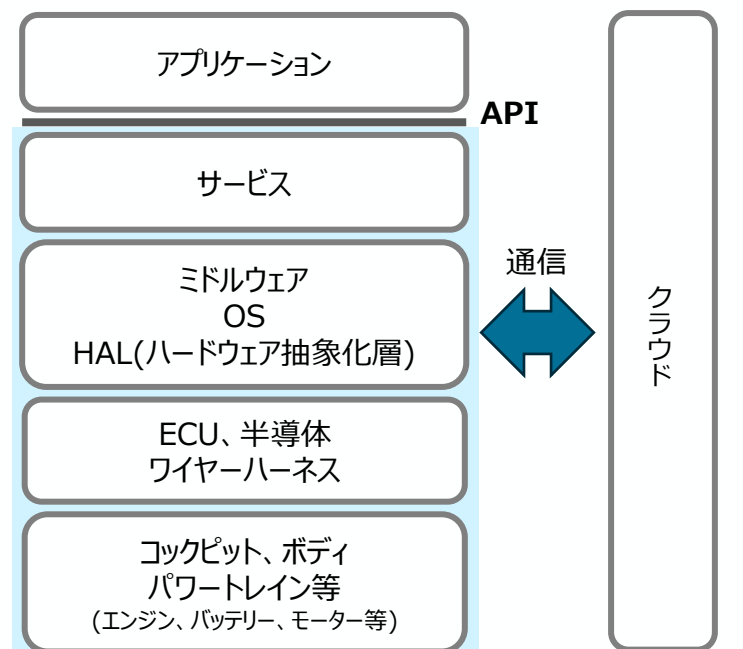 アプリケーション
API
サービス
ミドルウェア
OS
HAL(ハードウェア抽象化層)
通信
クラウド
ECU、半導体
ワイヤーハーネス
コックピット、ボディ
パワートレイン等
(エンジン、バッテリー、モーター等)